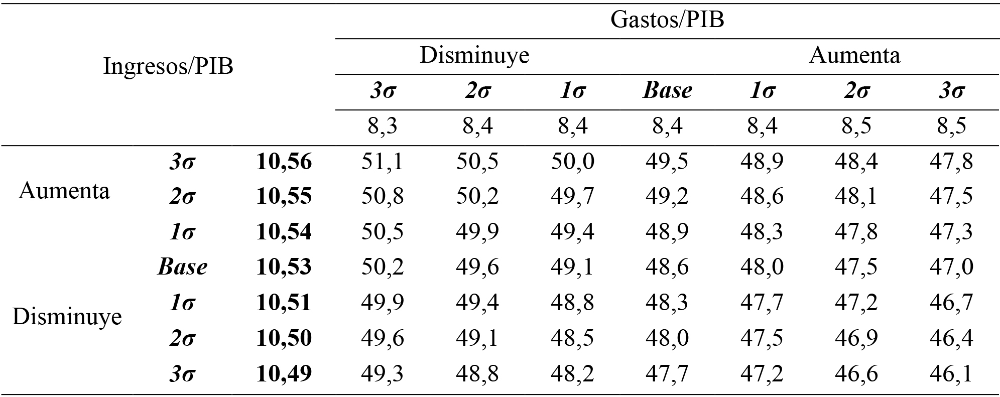 Gastos/PIB
Ingresos/PIB
Disminuye Aumenta
3σ 2σ 1σ Base 1σ 2σ 3σ
8,3 8,4 8,4 8,4 8,4 8,5 8,5
Aumenta
3σ 10,56 51,1 50,5 50,0 49,5 48,9 48,4 47,8
2σ 10,55 50,8 50,2 49,7 49,2 48,6 48,1 47,5
1σ 10,54 50,5 49,9 49,4 48,9 48,3 47,8 47,3
Base 10,53 50,2 49,6 49,1 48,6 48,0 47,5 47,0
Disminuye
1σ 10,51 49,9 49,4 48,8 48,3 47,7 47,2 46,7
2σ 10,50 49,6 49,1 48,5 48,0 47,5 46,9 46,4
3σ 10,49 49,3 48,8 48,2 47,7 47,2 46,6 46,1